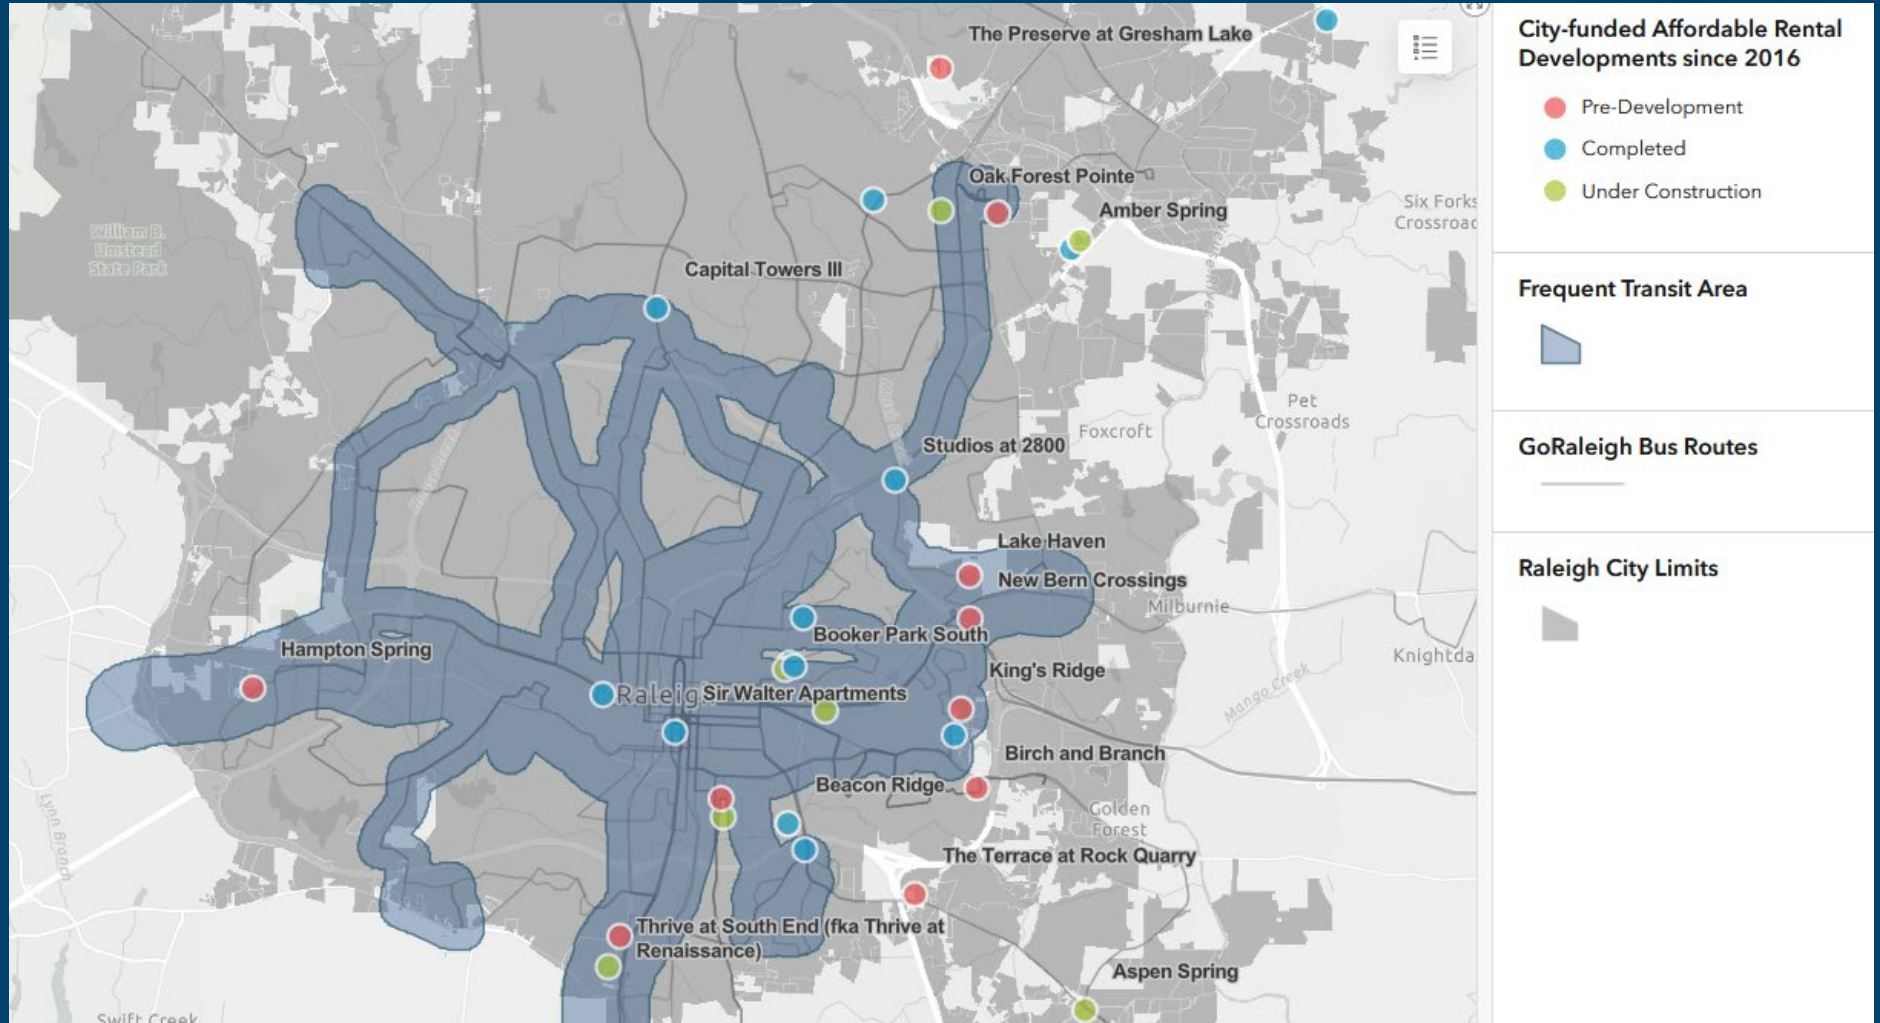 The Preserve at Gresham Lake
Oak Forest Pointe
Amber Spring
Six Forks
Crossroad
William B.
Umstead
State Park
Neuse River
Capital Towers III
Pet
Crossroads
Foxcroft
Studios at 2800
Lake Haven
New Bern Crossings
Milburnie
Booker Park South
Hampton Spring
King's Ridge
Knightda
Raleig
Sir Walter Apartments
Mango Creek
Birch and Branch
Beacon Ridge
Golden
Forest
Lynn Branch
The Terrace at Rock Quarry
Thrive at South End (fka Thrive at
Renaissance)
Aspen Spring
Swift Creek
City-funded Affordable Rental
Developments since 2016
Pre-Development
Completed
Under Construction
Frequent Transit Area
GoRaleigh Bus Routes
Raleigh City Limits